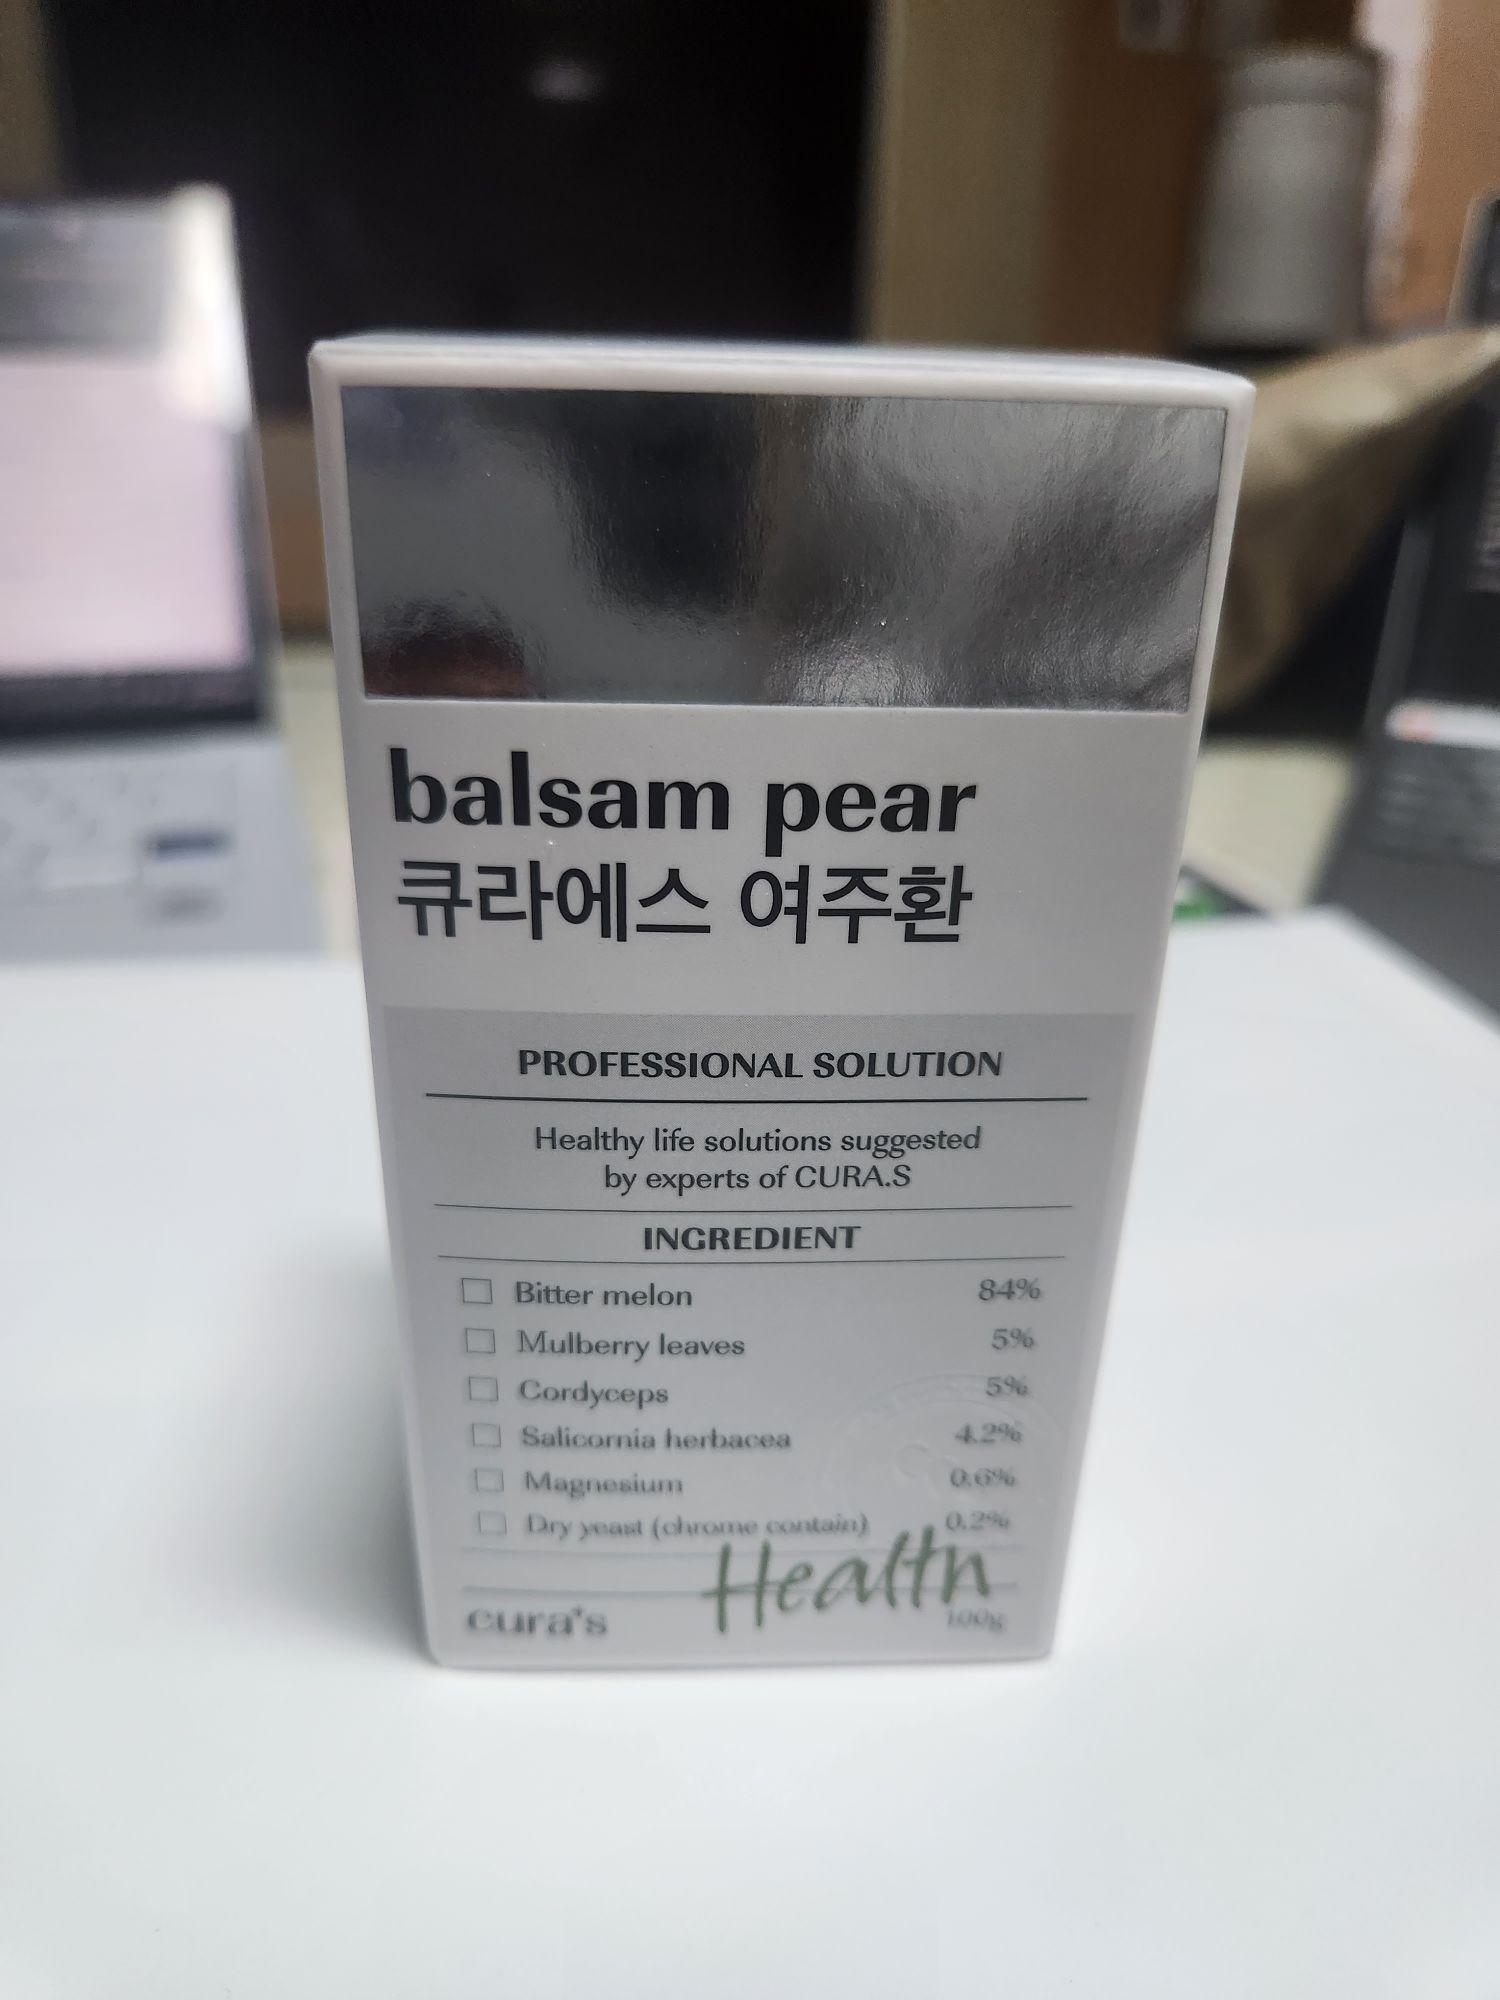 balsam pear
큐라에스 여주환
PROFESSIONAL SOLUTION
Healthy life solutions suggested
by experts of CURA.S
INGREDIENT
Bitter melon 84%
Mulberry leaves 5%
Cordyceps 5%
Salicornia herbacea 4.2%
Magnesium 0.6%
Dry yeast (chrome contain) 0.2%
Health
cura's 100g